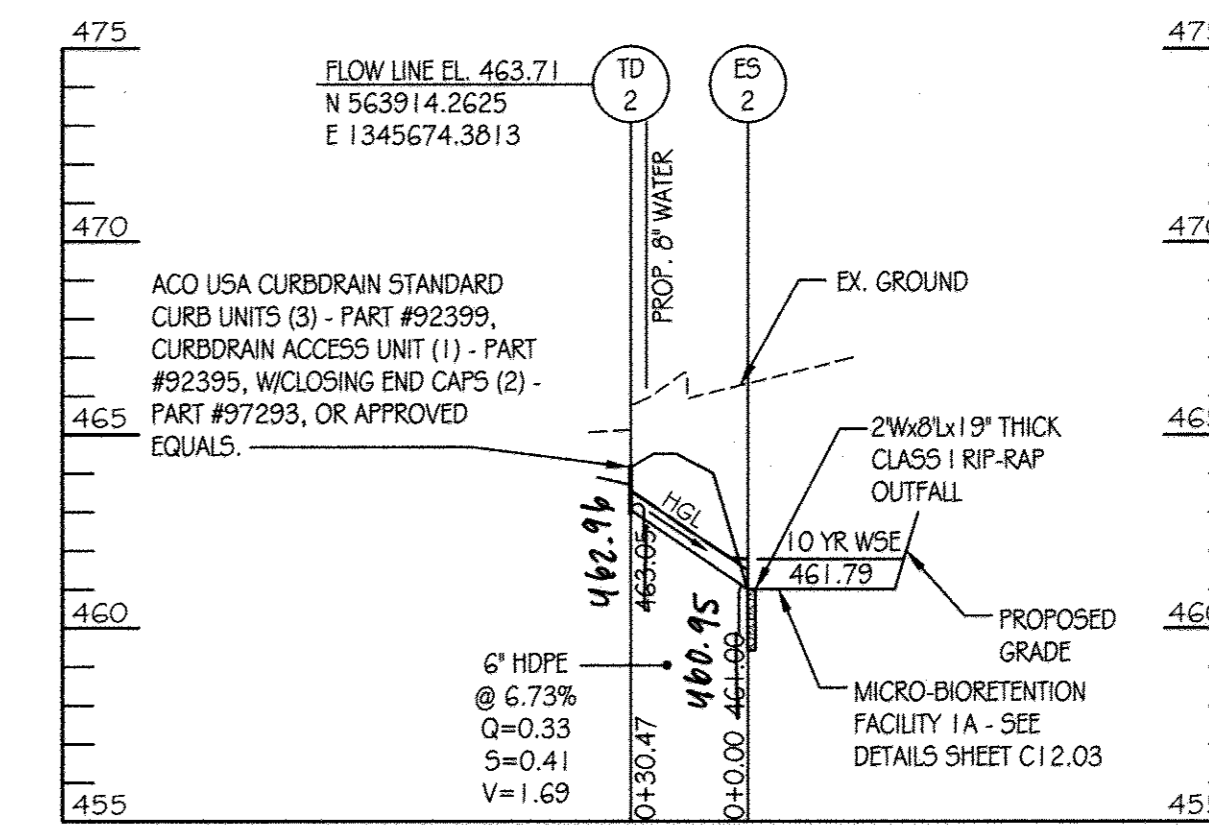 475
FLOW LINE EL. 463.71
N 563914.2625
E 1345674.3813
TD
2
ES
2
475
PROP. 8" WATER
470
470
ACO USA CURBDRAIN STANDARD
CURB UNITS (3) - PART #92399,
CURBDRAIN ACCESS UNIT (1) - PART
#92395, W/CLOSING END CAPS (2) -
PART #97293, OR APPROVED
EQUALS.
EX. GROUND
465
465
2'Wx8'Lx19" THICK
CLASS I RIP-RAP
OUTFALL
HGL
462.96
463.05
10 YR WSE
461.79
460
460
460.95
461.00
PROPOSED
GRADE
6" HDPE
@ 6.73%
Q=0.33
S=0.41
V=1.69
MICRO-BIORETENTION
FACILITY 1A - SEE
DETAILS SHEET C12.03
0+30.47
0+0.00
455
455